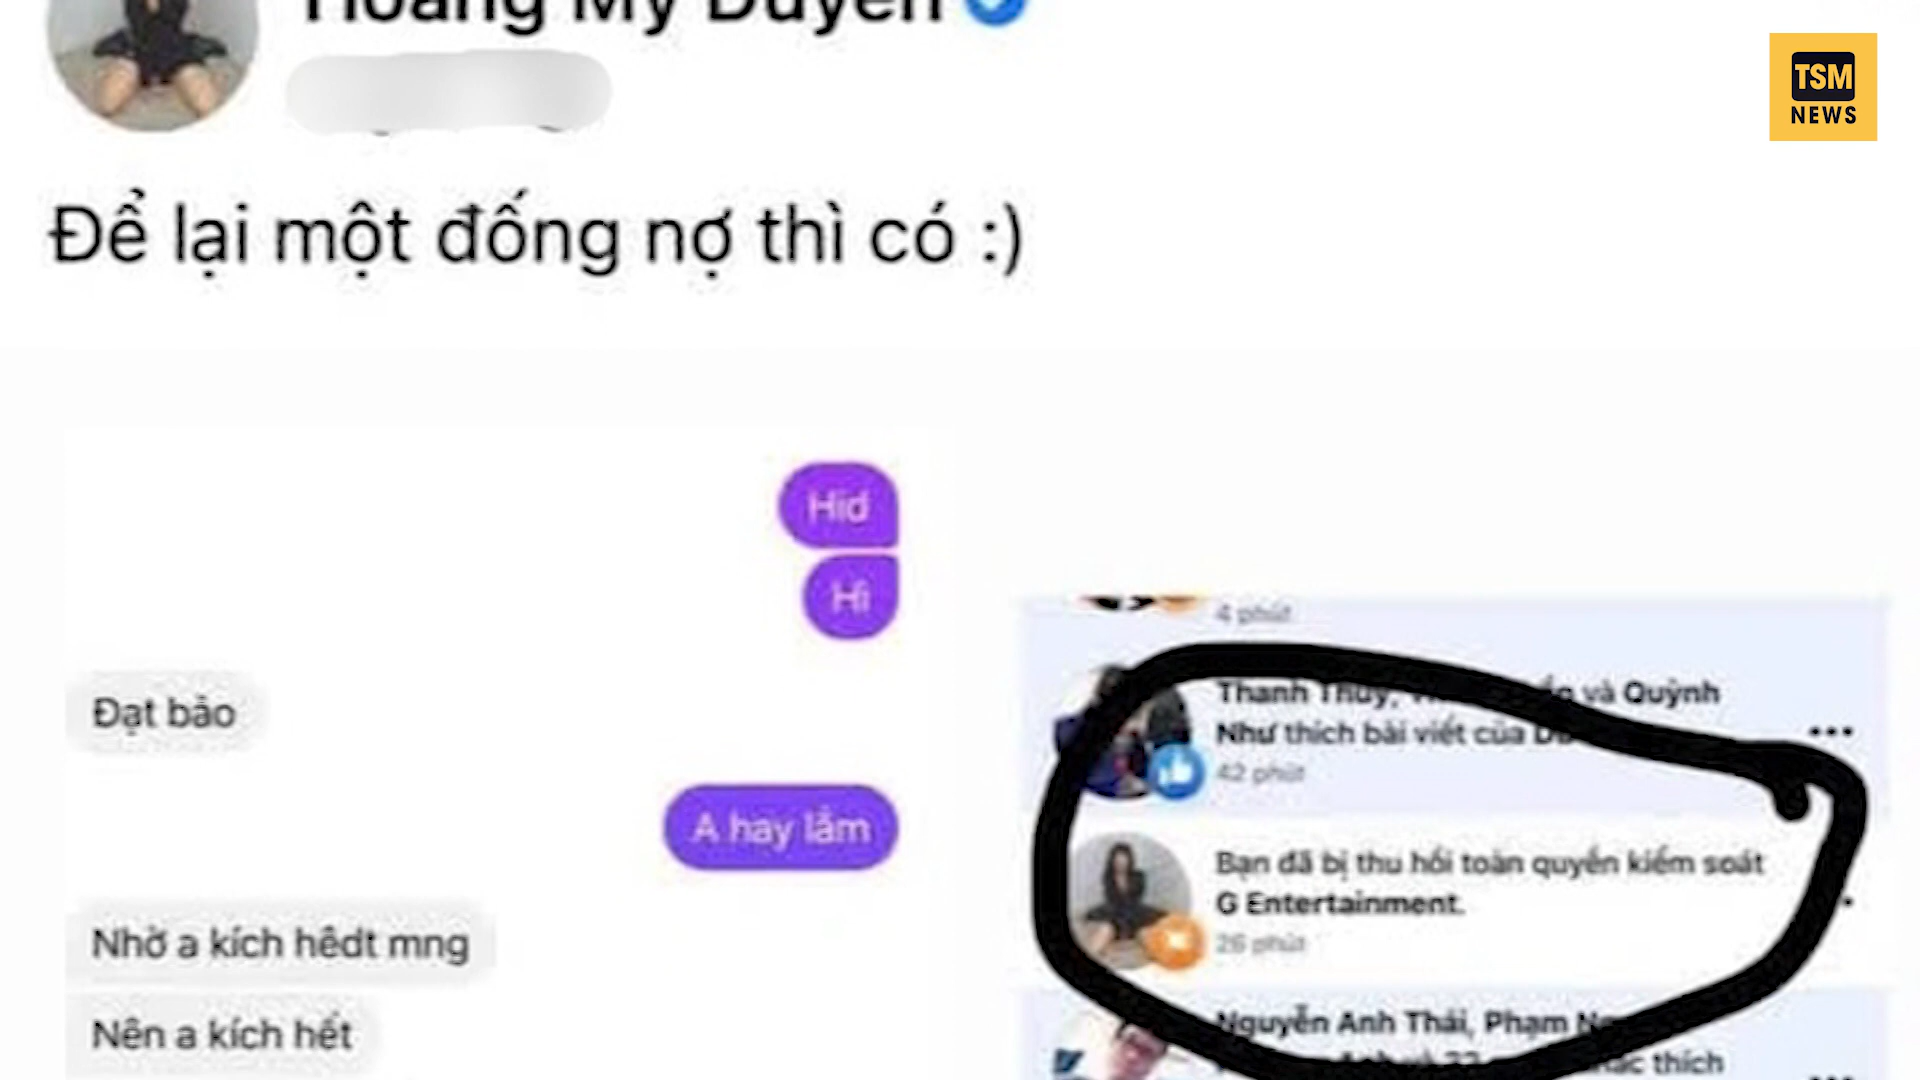 Hoàng Mỹ Duyên
TSM
NEWS
Để lại một đống nợ thì có :)
Hid
Hi
Đạt bảo
A hay lắm
Nhờ a kích hêdt mng
Nên a kích hết
4 phút
Thanh Thúy, và Quỳnh
Như thích bài viết của
42 phút
Bạn đã bị thu hồi toàn quyền kiểm soát
G Entertainment.
26 phút
Nguyễn Anh Thái, Phạm
thích